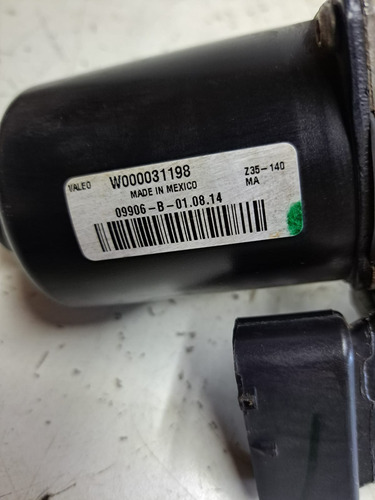 VALEO W000031198 Z35-140
MADE IN MEXICO MA
09906-B-01.08.14